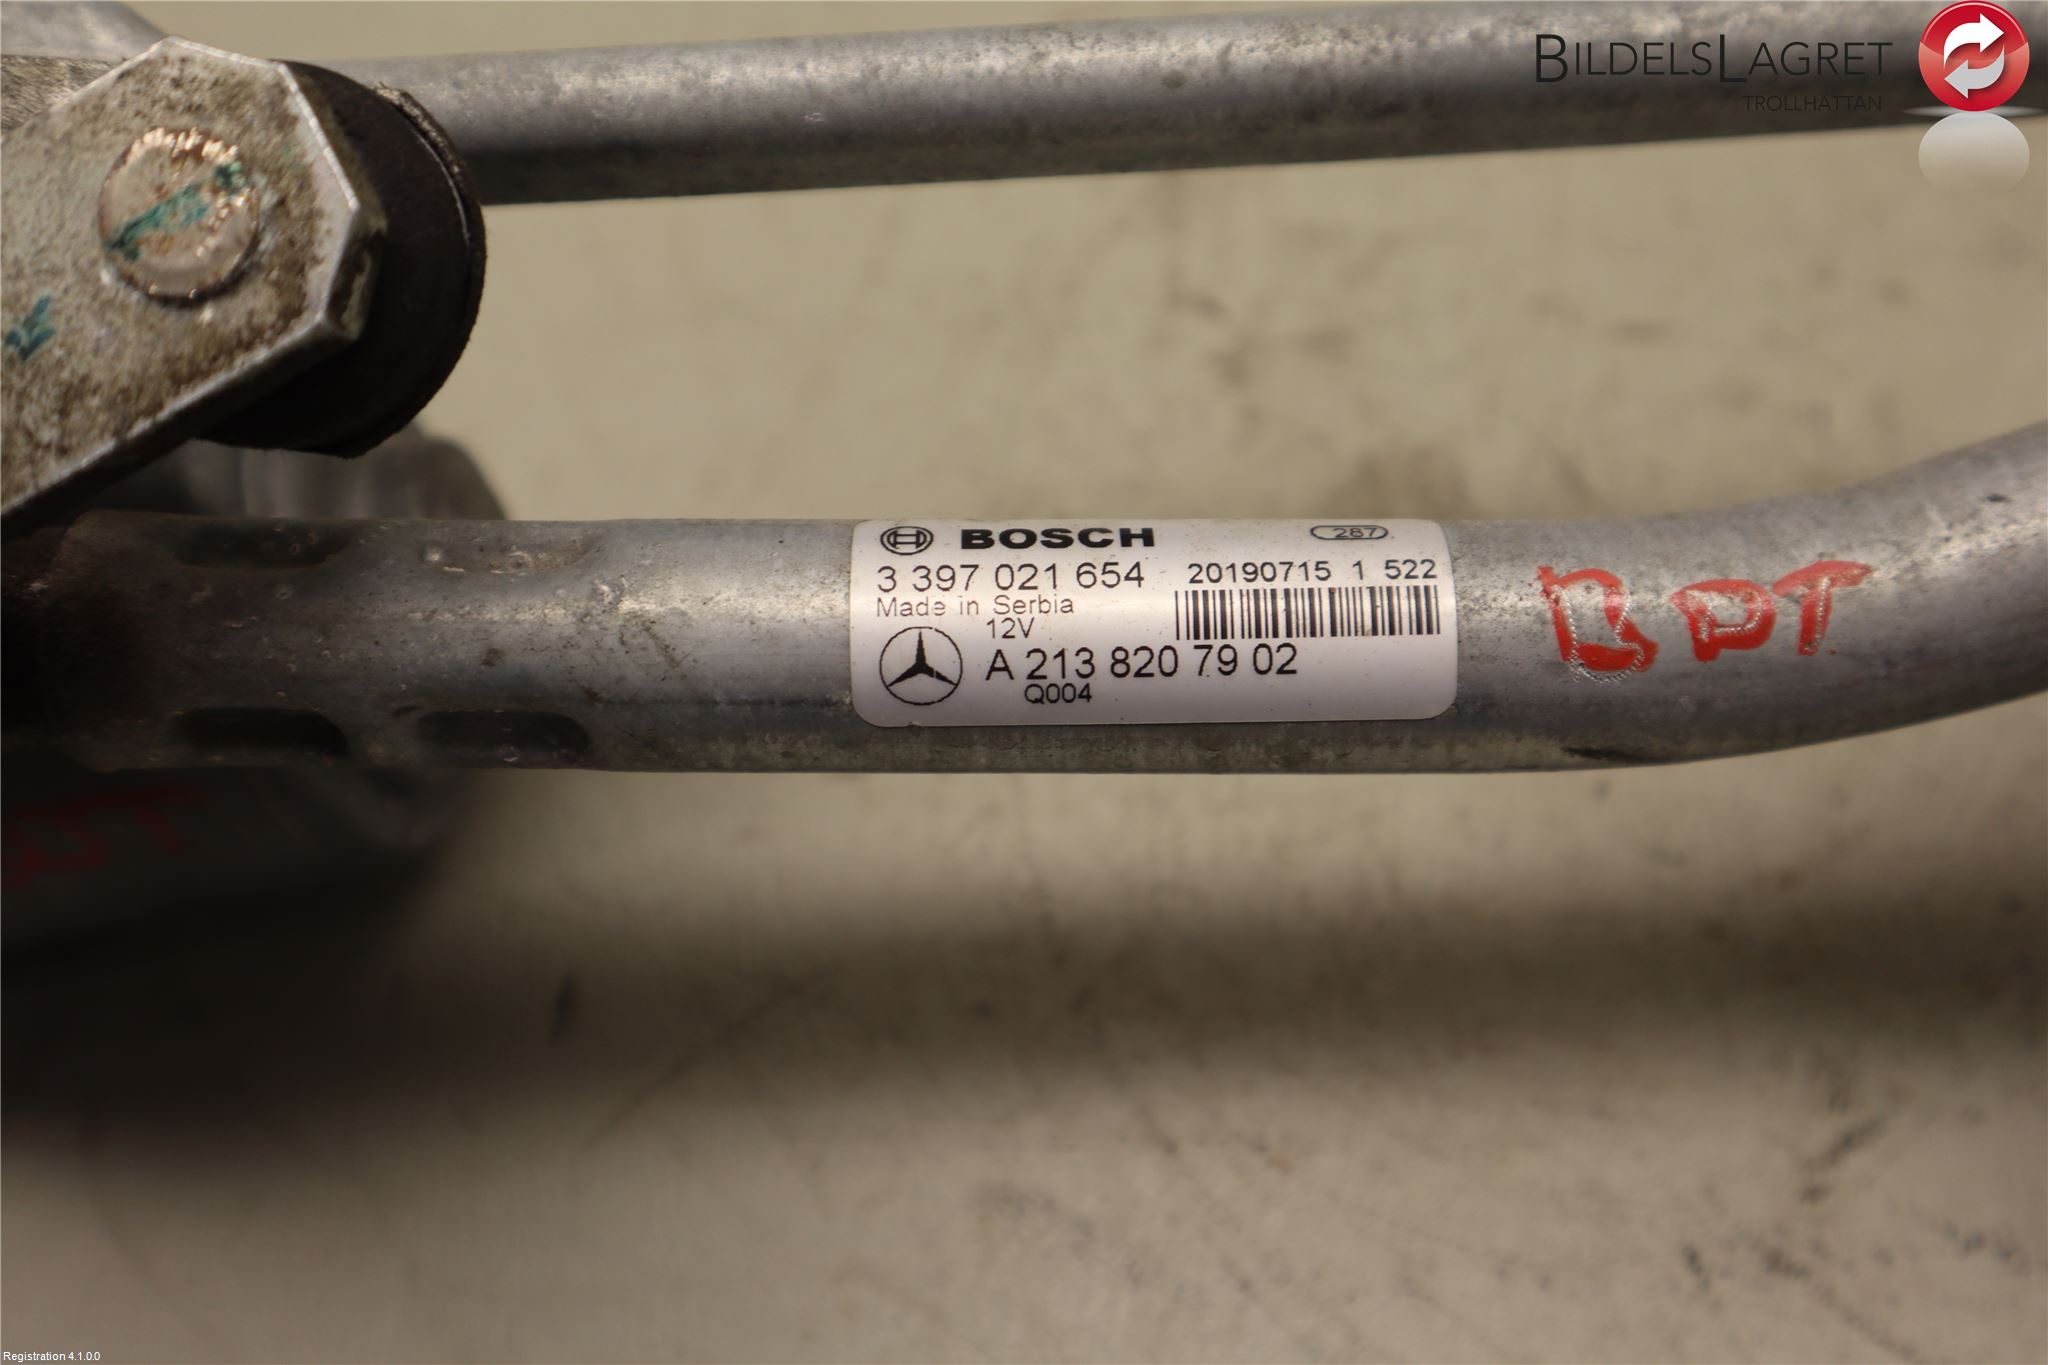 BILDELSLAGRET
TROLLHÄTTAN
BOSCH
287
3 397 021 654
20190715 1 522
Made in Serbia
12V
A 213 820 79 02
Q004
BDT
Registration 4.1.0.0